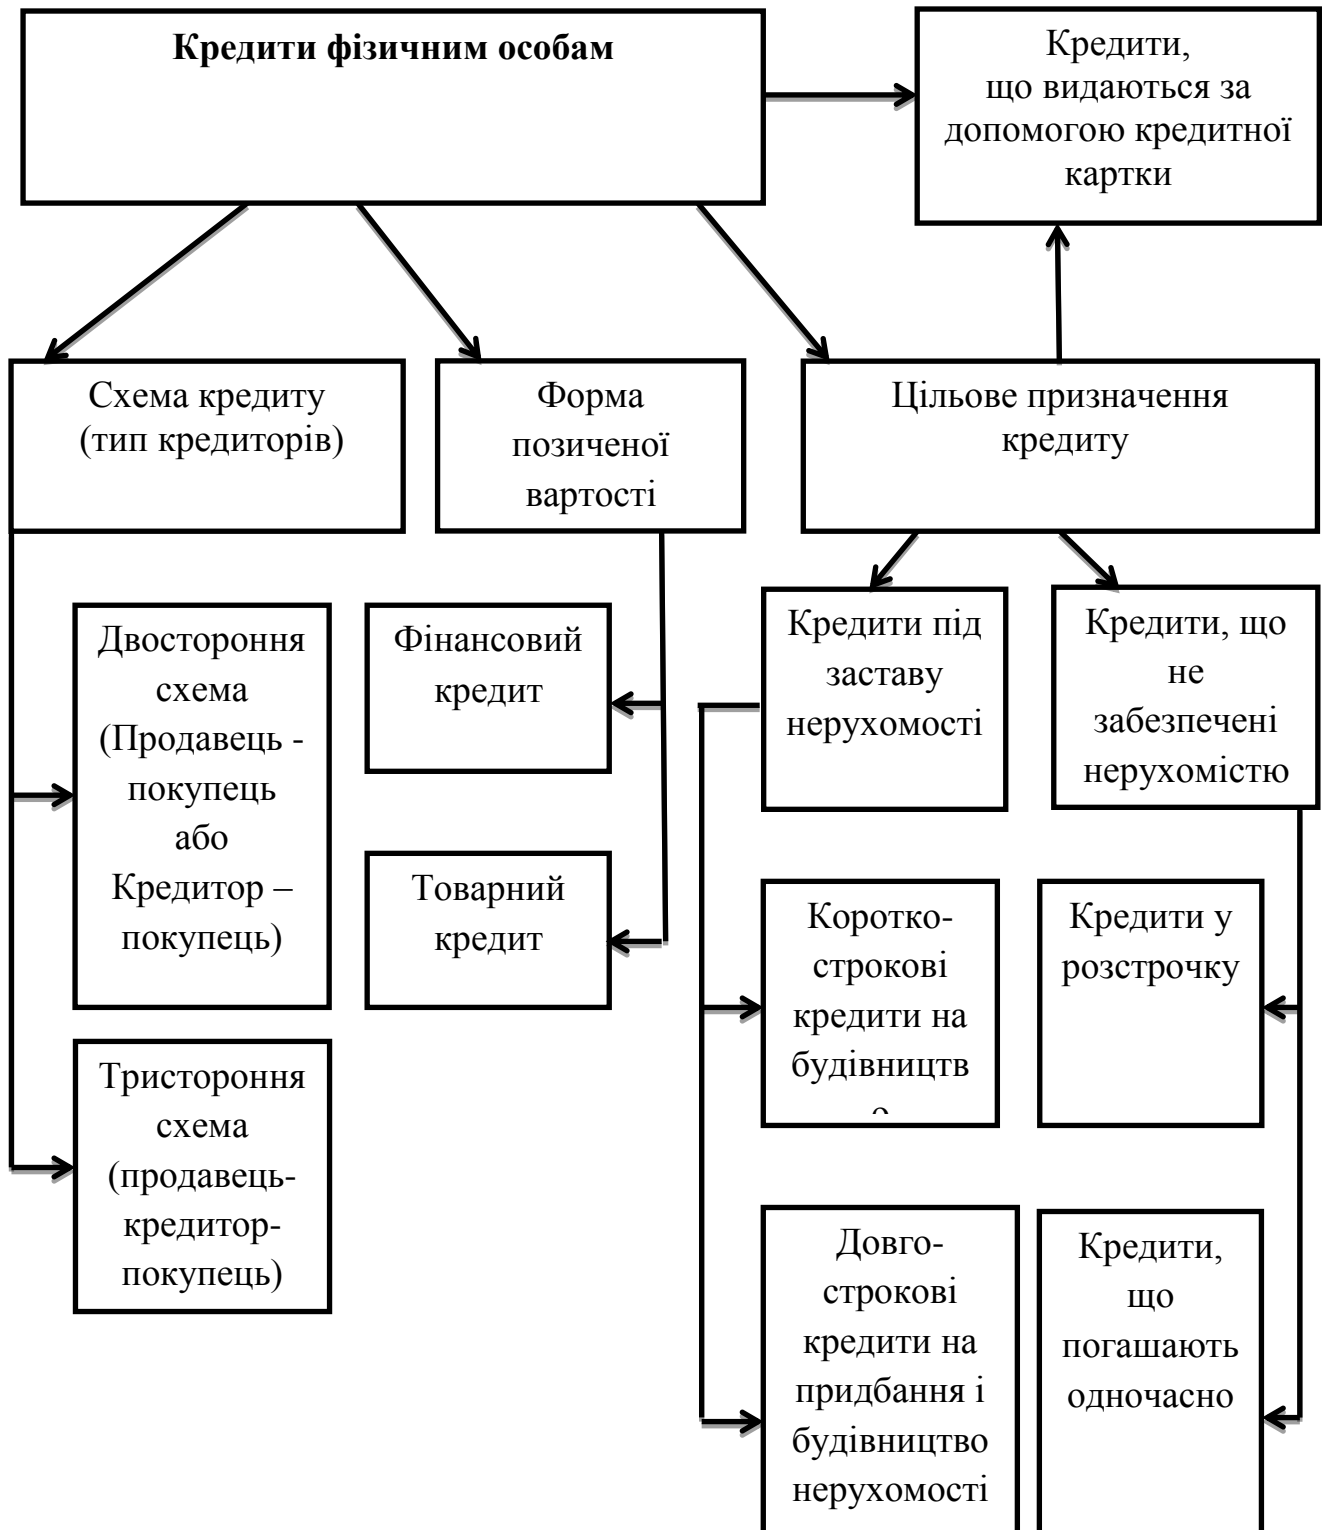 Кредити фізичним особам
Кредити,
що видаються за
допомогою кредитної
картки
Схема кредиту
(тип кредиторів)
Форма
позиченої
вартості
Цільове призначення
кредиту
Двостороння
схема
(Продавець -
покупець
або
Кредитор –
покупець)
Фінансовий
кредит
Кредити під
заставу
нерухомості
Кредити, що
не
забезпечені
нерухомістю
Товарний
кредит
Коротко-
строкові
кредити на
будівництв
о
Кредити у
розстрочку
Тристороння
схема
(продавець-
кредитор-
покупець)
Довго-
строкові
кредити на
придбання і
будівництво
нерухомості
Кредити,
що
погашають
одночасно